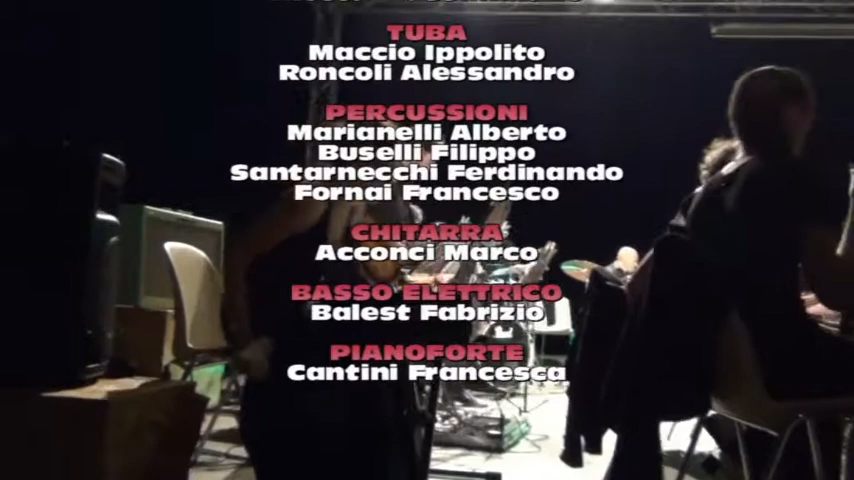 TUBA
Maccio Ippolito
Roncoli Alessandro
PERCUSSIONI
Marianelli Alberto
Buselli Filippo
Santarnecchi Ferdinando
Fornai Francesco
CHITARRA
Acconci Marco
BASSO ELETTRICO
Balest Fabrizio
PIANOFORTE
Cantini Francesca